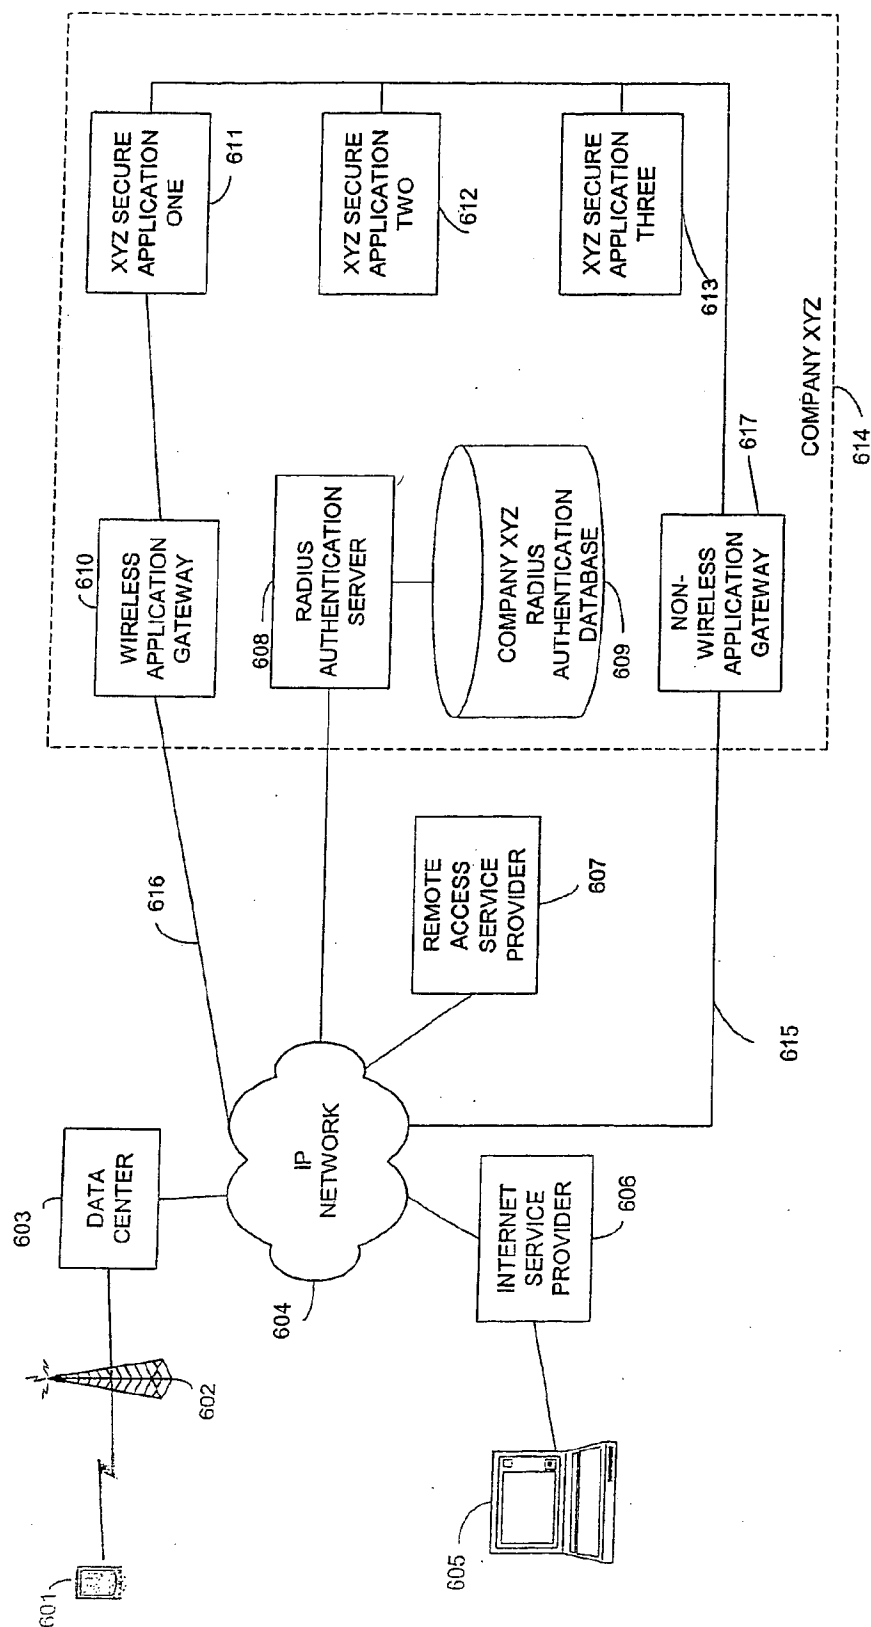 601
602
603
DATA
CENTER
604
IP
NETWORK
605
606
INTERNET
SERVICE
PROVIDER
616
615
607
REMOTE
ACCESS
SERVICE
PROVIDER
610
WIRELESS
APPLICATION
GATEWAY
608
RADIUS
AUTHENTICATION
SERVER
COMPANY XYZ
RADIUS
AUTHENTICATION
DATABASE
609
NON-
WIRELESS
APPLICATION
GATEWAY
617
XYZ SECURE
APPLICATION
ONE
611
XYZ SECURE
APPLICATION
TWO
612
XYZ SECURE
APPLICATION
THREE
613
COMPANY XYZ
614